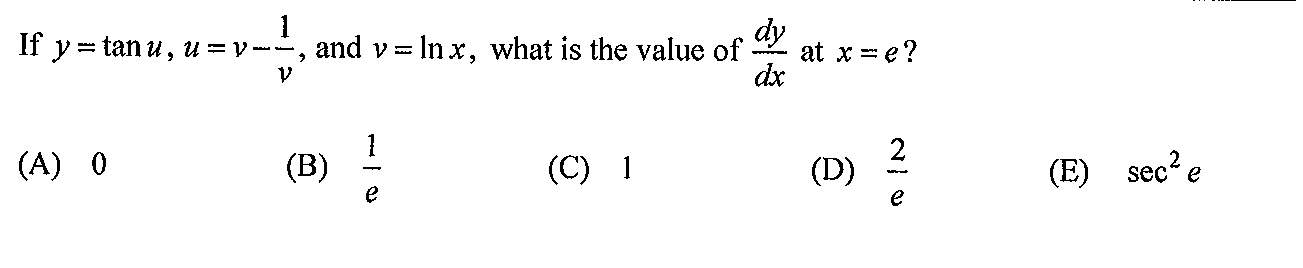 If y = tan u, u = v − 1/v, and v = ln x, what is the value of dy/dx at x = e?
(A) 0 (B) 1/e (C) 1 (D) 2/e (E) sec² e